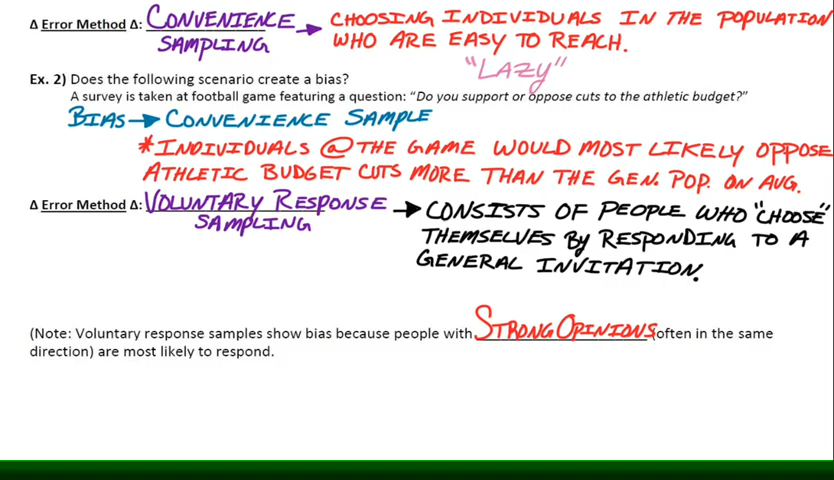 Δ Error Method Δ: CONVENIENCE → CHOOSING INDIVIDUALS IN THE POPULATION
SAMPLING WHO ARE EASY TO REACH.
"LAZY"
Ex. 2) Does the following scenario create a bias?
A survey is taken at football game featuring a question: "Do you support or oppose cuts to the athletic budget?"
BIAS → CONVENIENCE SAMPLE
*INDIVIDUALS @ THE GAME WOULD MOST LIKELY OPPOSE
ATHLETIC BUDGET CUTS MORE THAN THE GEN. POP. ON AVG.
Δ Error Method Δ: VOLUNTARY RESPONSE → CONSISTS OF PEOPLE WHO "CHOOSE"
SAMPLING THEMSELVES BY RESPONDING TO A
GENERAL INVITATION.
(Note: Voluntary response samples show bias because people with STRONG OPINIONS (often in the same
direction) are most likely to respond.